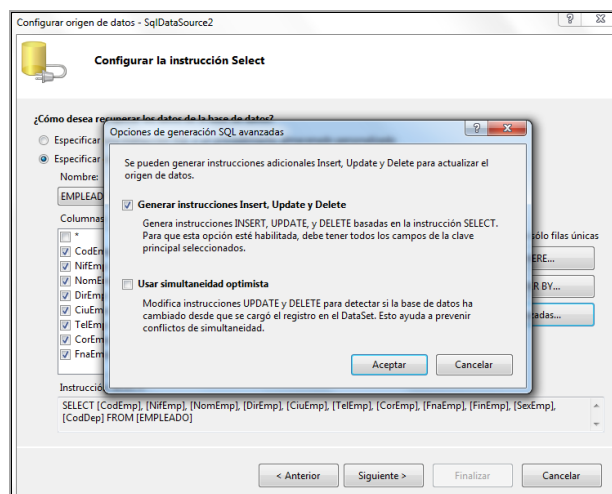 Configurar origen de datos - SqlDataSource2
Configurar la instrucción Select
¿Cómo desea recuperar los datos de la base de datos?
Especificar
Especificar
Nombre:
EMPLEAD
Columnas
*
CodEm
NifEm
NomEm
DirEm
CiuEm
TelEm
CorEm
FnaEm
sólo filas únicas
ERE...
R BY...
zadas...
Opciones de generación SQL avanzadas
Se pueden generar instrucciones adicionales Insert, Update y Delete para actualizar el
origen de datos.
Generar instrucciones Insert, Update y Delete
Genera instrucciones INSERT, UPDATE, y DELETE basadas en la instrucción SELECT.
Para que esta opción esté habilitada, debe tener todos los campos de la clave
principal seleccionados.
Usar simultaneidad optimista
Modifica instrucciones UPDATE y DELETE para detectar si la base de datos ha
cambiado desde que se cargó el registro en el DataSet. Esto ayuda a prevenir
conflictos de simultaneidad.
Aceptar Cancelar
Instrucció
SELECT [CodEmp], [NifEmp], [NomEmp], [DirEmp], [CiuEmp], [TelEmp], [CorEmp], [FnaEmp], [FinEmp], [SexEmp],
[CodDep] FROM [EMPLEADO]
< Anterior Siguiente > Finalizar Cancelar